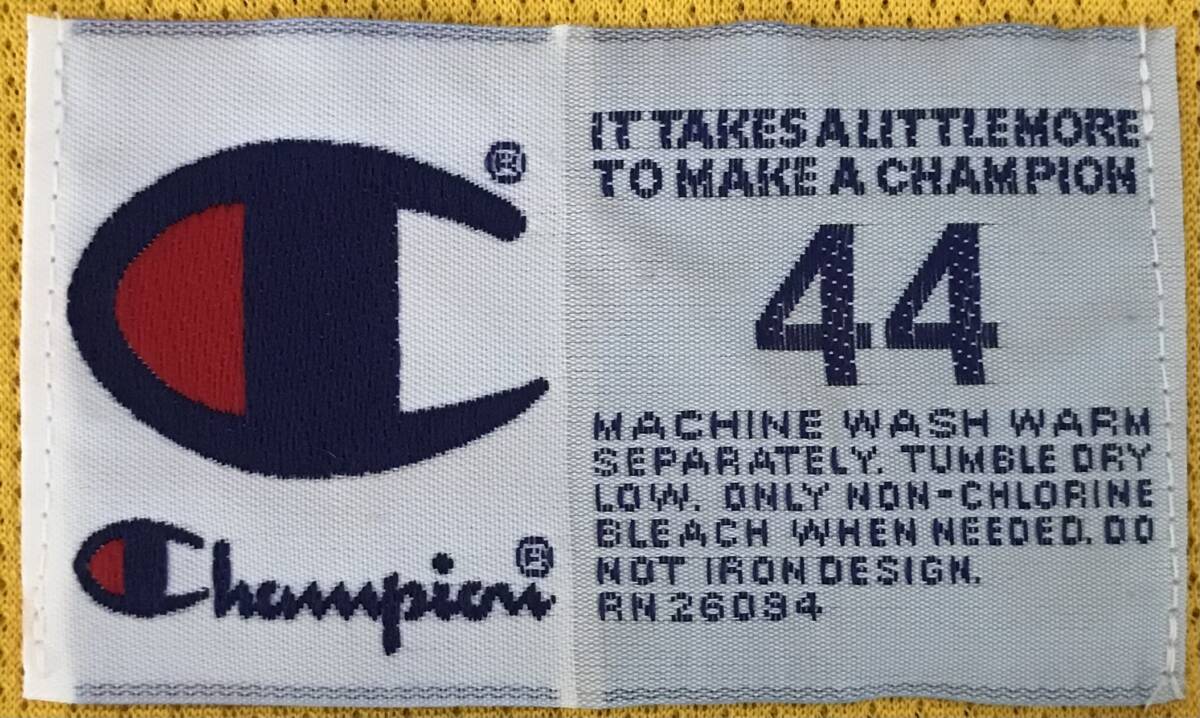 ®
Champion®
IT TAKES A LITTLE MORE
TO MAKE A CHAMPION
44
MACHINE WASH WARM
SEPARATELY. TUMBLE DRY
LOW. ONLY NON-CHLORINE
BLEACH WHEN NEEDED. DO
NOT IRON DESIGN.
RN 26094